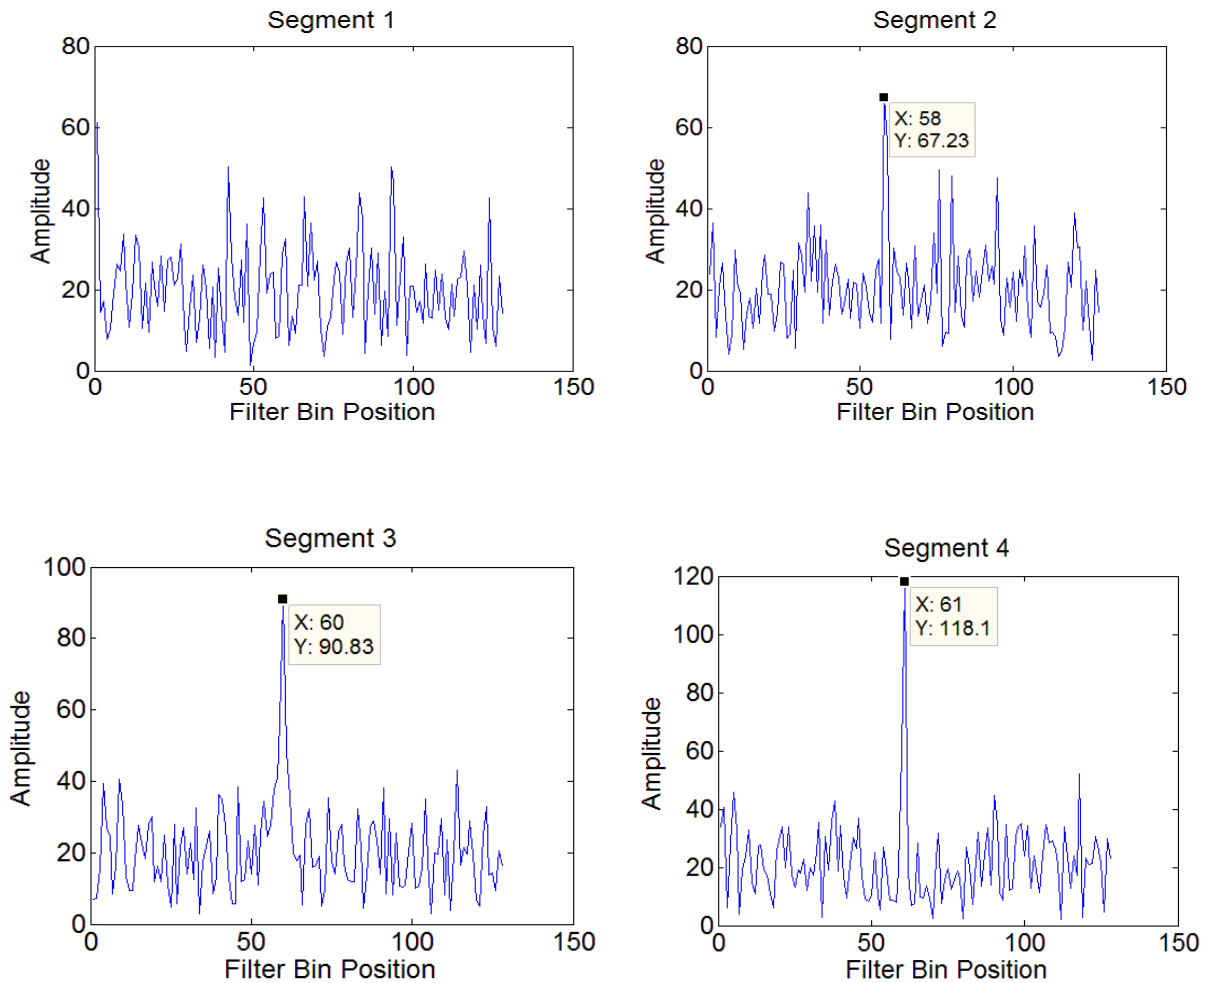 Segment 1
80
60
40
20
0
0
50
100
150
Amplitude
Filter Bin Position
Segment 2
80
60
40
20
0
0
50
100
150
Amplitude
Filter Bin Position
X: 58
Y: 67.23
Segment 3
100
80
60
40
20
0
0
50
100
150
Amplitude
Filter Bin Position
X: 60
Y: 90.83
Segment 4
120
100
80
60
40
20
0
0
50
100
150
Amplitude
Filter Bin Position
X: 61
Y: 118.1